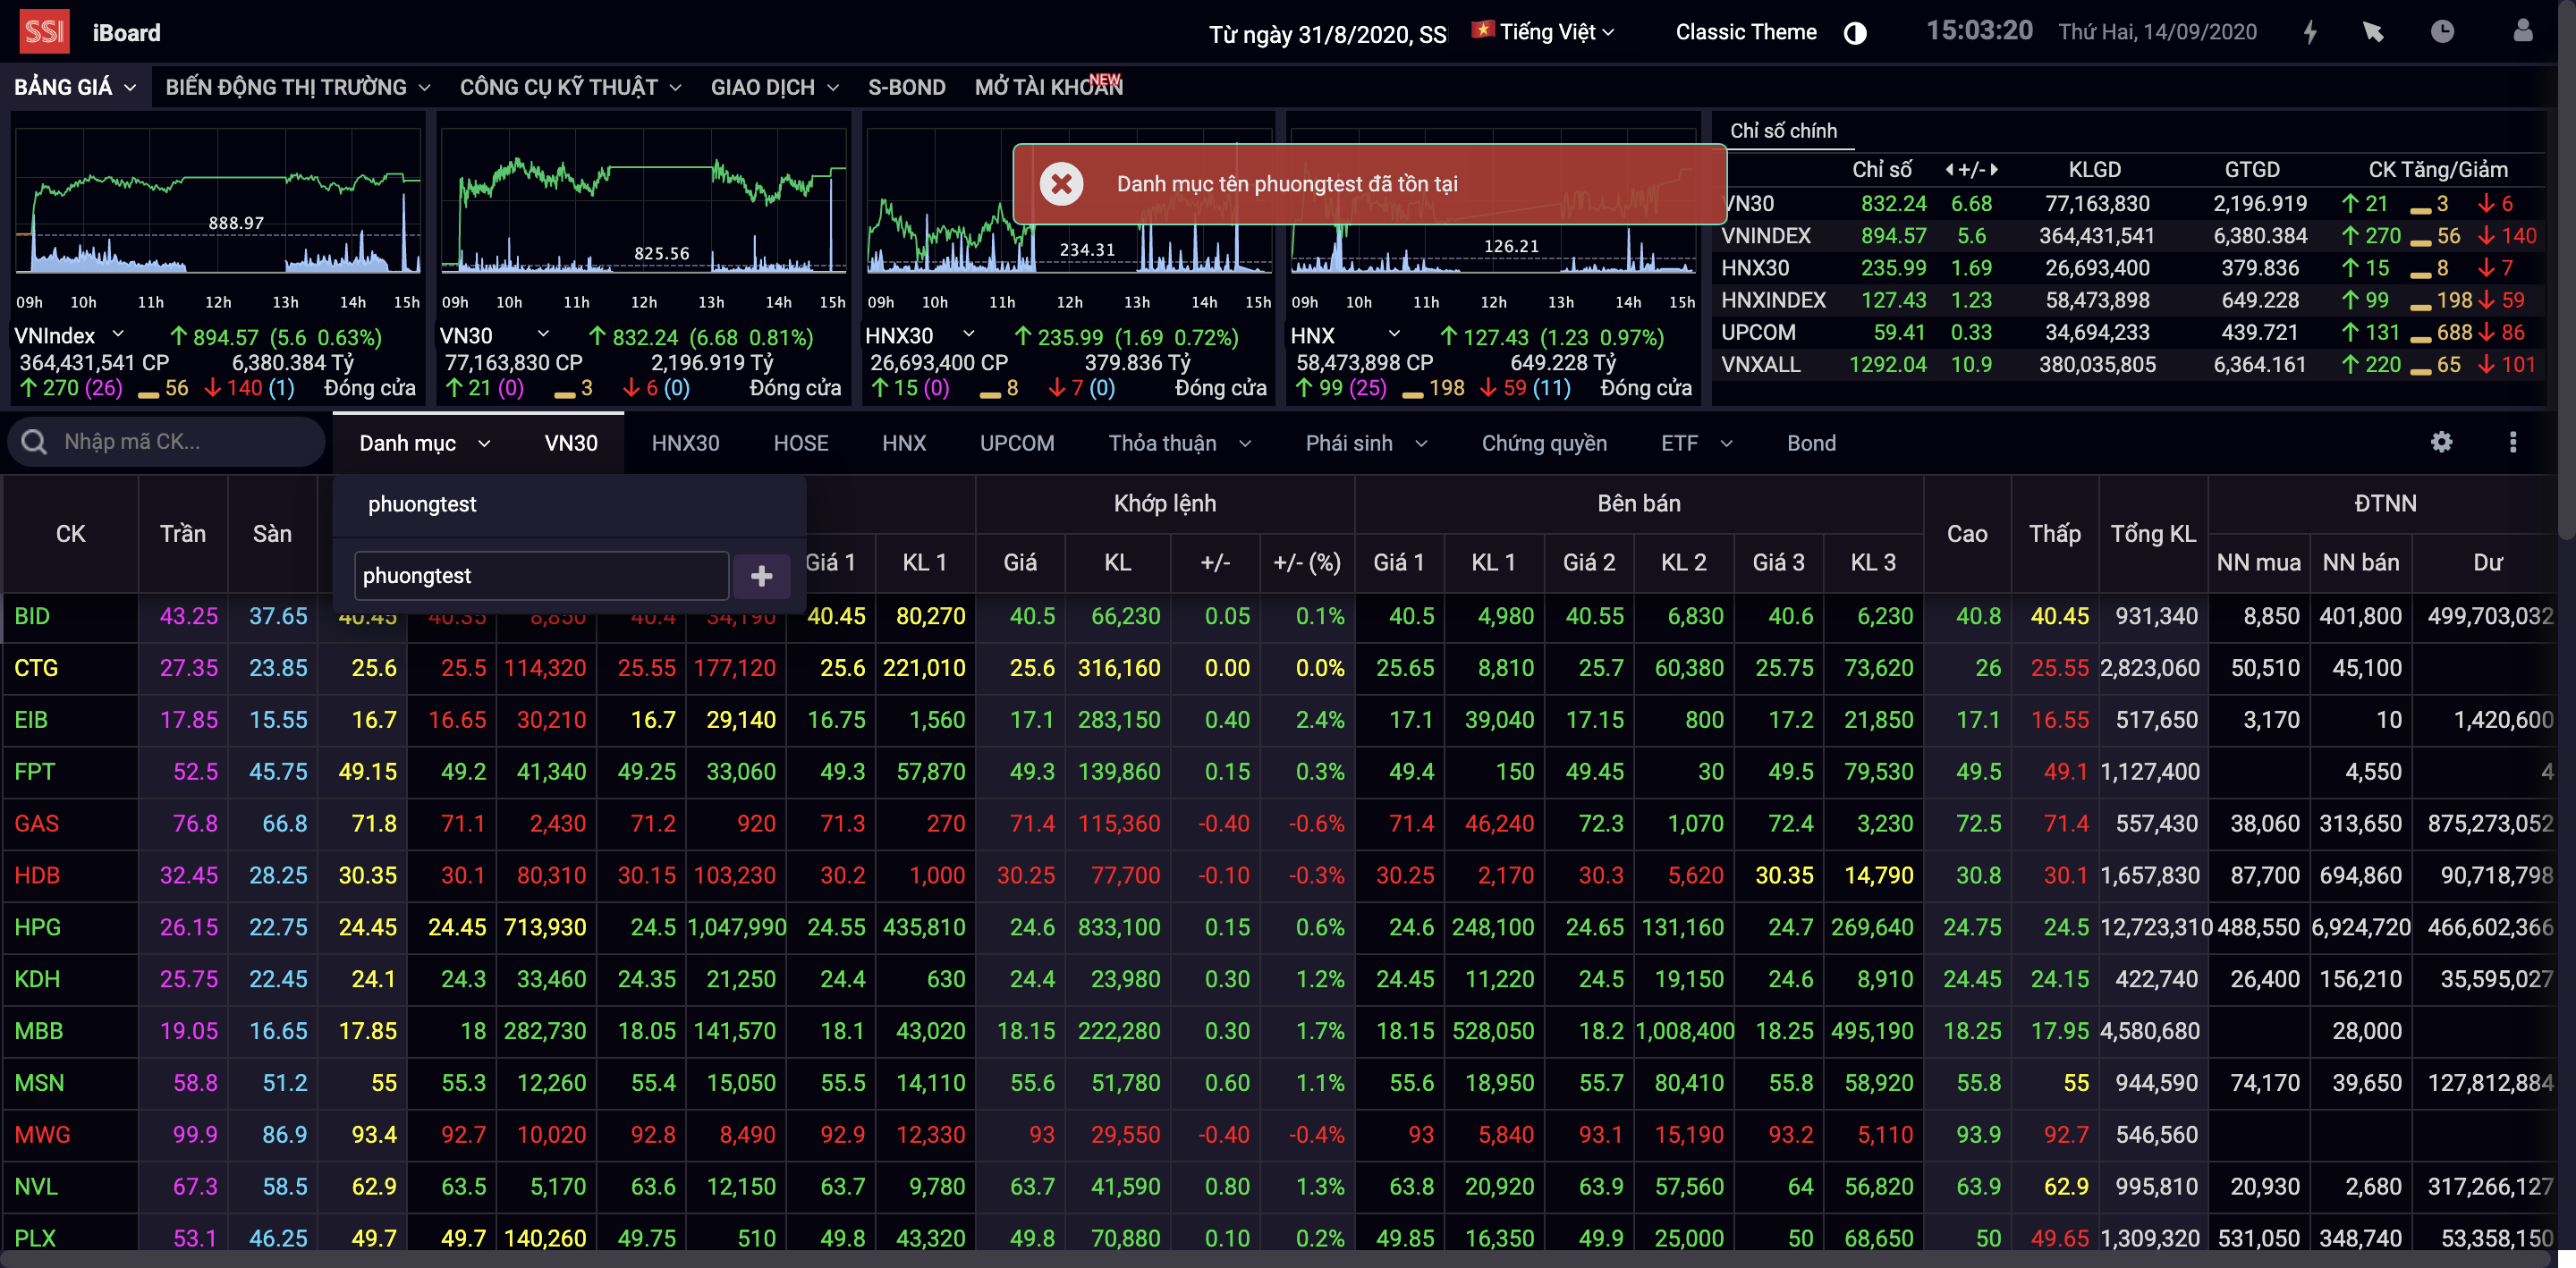 SSI iBoard Từ ngày 31/8/2020, SS Tiếng Việt Classic Theme 15:03:20 Thứ Hai, 14/09/2020
BẢNG GIÁ BIẾN ĐỘNG THỊ TRƯỜNG CÔNG CỤ KỸ THUẬT GIAO DỊCH S-BOND MỞ TÀI KHOẢN NEW
888.97
09h 10h 11h 12h 13h 14h 15h
VNIndex 894.57 (5.6 0.63%)
364,431,541 CP 6,380.384 Tỷ
270 (26) 56 140 (1) Đóng cửa
825.56
09h 10h 11h 12h 13h 14h 15h
VN30 832.24 (6.68 0.81%)
77,163,830 CP 2,196.919 Tỷ
21 (0) 3 6 (0) Đóng cửa
234.31
09h 10h 11h 12h 13h 14h 15h
HNX30 235.99 (1.69 0.72%)
26,693,400 CP 379.836 Tỷ
15 (0) 8 7 (0) Đóng cửa
126.21
09h 10h 11h 12h 13h 14h 15h
HNX 127.43 (1.23 0.97%)
58,473,898 CP 649.228 Tỷ
99 (25) 198 59 (11) Đóng cửa
Danh mục tên phuongtest đã tồn tại
Chỉ số chính
Chỉ số +/- KLGD GTGD CK Tăng/Giảm
VN30 832.24 6.68 77,163,830 2,196.919 21 3 6
VNINDEX 894.57 5.6 364,431,541 6,380.384 270 56 140
HNX30 235.99 1.69 26,693,400 379.836 15 8 7
HNXINDEX 127.43 1.23 58,473,898 649.228 99 198 59
UPCOM 59.41 0.33 34,694,233 439.721 131 688 86
VNXALL 1292.04 10.9 380,035,805 6,364.161 220 65 101
Nhập mã CK... Danh mục VN30 HNX30 HOSE HNX UPCOM Thỏa thuận Phái sinh Chứng quyền ETF Bond
phuongtest
phuongtest
Khớp lệnh Bên bán ĐTNN
CK Trần Sàn Cao Thấp Tổng KL
Giá 1 KL 1 Giá KL +/- +/- (%) Giá 1 KL 1 Giá 2 KL 2 Giá 3 KL 3 NN mua NN bán Dư
BID 43.25 37.65 40.45 40.35 8,850 40.4 34,190 40.45 80,270 40.5 66,230 0.05 0.1% 40.5 4,980 40.55 6,830 40.6 6,230 40.8 40.45 931,340 8,850 401,800 499,703,032
CTG 27.35 23.85 25.6 25.5 114,320 25.55 177,120 25.6 221,010 25.6 316,160 0.00 0.0% 25.65 8,810 25.7 60,380 25.75 73,620 26 25.55 2,823,060 50,510 45,100
EIB 17.85 15.55 16.7 16.65 30,210 16.7 29,140 16.75 1,560 17.1 283,150 0.40 2.4% 17.1 39,040 17.15 800 17.2 21,850 17.1 16.55 517,650 3,170 10 1,420,600
FPT 52.5 45.75 49.15 49.2 41,340 49.25 33,060 49.3 57,870 49.3 139,860 0.15 0.3% 49.4 150 49.45 30 49.5 79,530 49.5 49.1 1,127,400 4,550 4
GAS 76.8 66.8 71.8 71.1 2,430 71.2 920 71.3 270 71.4 115,360 -0.40 -0.6% 71.4 46,240 72.3 1,070 72.4 3,230 72.5 71.4 557,430 38,060 313,650 875,273,052
HDB 32.45 28.25 30.35 30.1 80,310 30.15 103,230 30.2 1,000 30.25 77,700 -0.10 -0.3% 30.25 2,170 30.3 5,620 30.35 14,790 30.8 30.1 1,657,830 87,700 694,860 90,718,798
HPG 26.15 22.75 24.45 24.45 713,930 24.5 1,047,990 24.55 435,810 24.6 833,100 0.15 0.6% 24.6 248,100 24.65 131,160 24.7 269,640 24.75 24.5 12,723,310 488,550 6,924,720 466,602,366
KDH 25.75 22.45 24.1 24.3 33,460 24.35 21,250 24.4 630 24.4 23,980 0.30 1.2% 24.45 11,220 24.5 19,150 24.6 8,910 24.45 24.15 422,740 26,400 156,210 35,595,027
MBB 19.05 16.65 17.85 18 282,730 18.05 141,570 18.1 43,020 18.15 222,280 0.30 1.7% 18.15 528,050 18.2 1,008,400 18.25 495,190 18.25 17.95 4,580,680 28,000
MSN 58.8 51.2 55 55.3 12,260 55.4 15,050 55.5 14,110 55.6 51,780 0.60 1.1% 55.6 18,950 55.7 80,410 55.8 58,920 55.8 55 944,590 74,170 39,650 127,812,884
MWG 99.9 86.9 93.4 92.7 10,020 92.8 8,490 92.9 12,330 93 29,550 -0.40 -0.4% 93 5,840 93.1 15,190 93.2 5,110 93.9 92.7 546,560
NVL 67.3 58.5 62.9 63.5 5,170 63.6 12,150 63.7 9,780 63.7 41,590 0.80 1.3% 63.8 20,920 63.9 57,560 64 56,820 63.9 62.9 995,810 20,930 2,680 317,266,127
PLX 53.1 46.25 49.7 49.7 140,260 49.75 510 49.8 43,320 49.8 70,880 0.10 0.2% 49.85 16,350 49.9 25,000 50 68,650 50 49.65 1,309,320 531,050 348,740 53,358,150